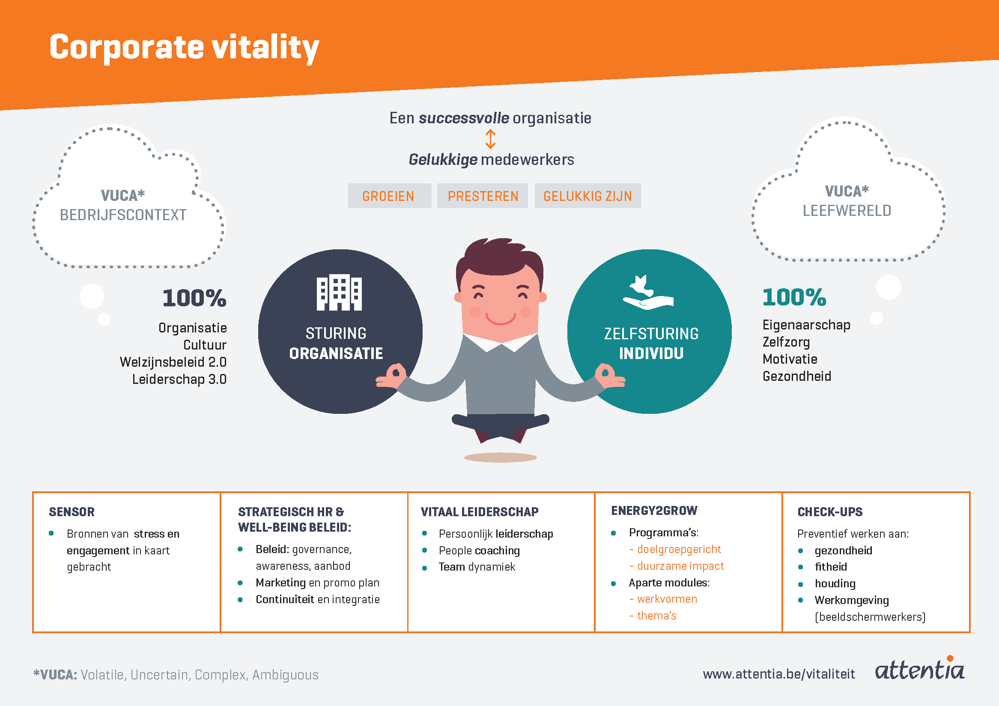 Corporate vitality
Een successvolle organisatie
Gelukkige medewerkers
GROEIEN
PRESTEREN
GELUKKIG ZIJN
VUCA*
BEDRIJFSCONTEXT
VUCA*
LEEFWERELD
100%
Organisatie
Cultuur
Welzijnsbeleid 2.0
Leiderschap 3.0
STURING
ORGANISATIE
ZELFSTURING
INDIVIDU
100%
Eigenaarschap
Zelfzorg
Motivatie
Gezondheid
SENSOR
• Bronnen van stress en
engagement in kaart
gebracht
STRATEGISCH HR &
WELL-BEING BELEID:
• Beleid: governance,
awareness, aanbod
• Marketing en promo plan
• Continuïteit en integratie
VITAAL LEIDERSCHAP
• Persoonlijk leiderschap
• People coaching
• Team dynamiek
ENERGY2GROW
• Programma’s:
- doelgroepgericht
- duurzame impact
• Aparte modules:
- werkvormen
- thema’s
CHECK-UPS
Preventief werken aan:
• gezondheid
• fitheid
• houding
• Werkomgeving
(beeldschermwerkers)
*VUCA: Volatile, Uncertain, Complex, Ambiguous
www.attentia.be/vitaliteit
attentia